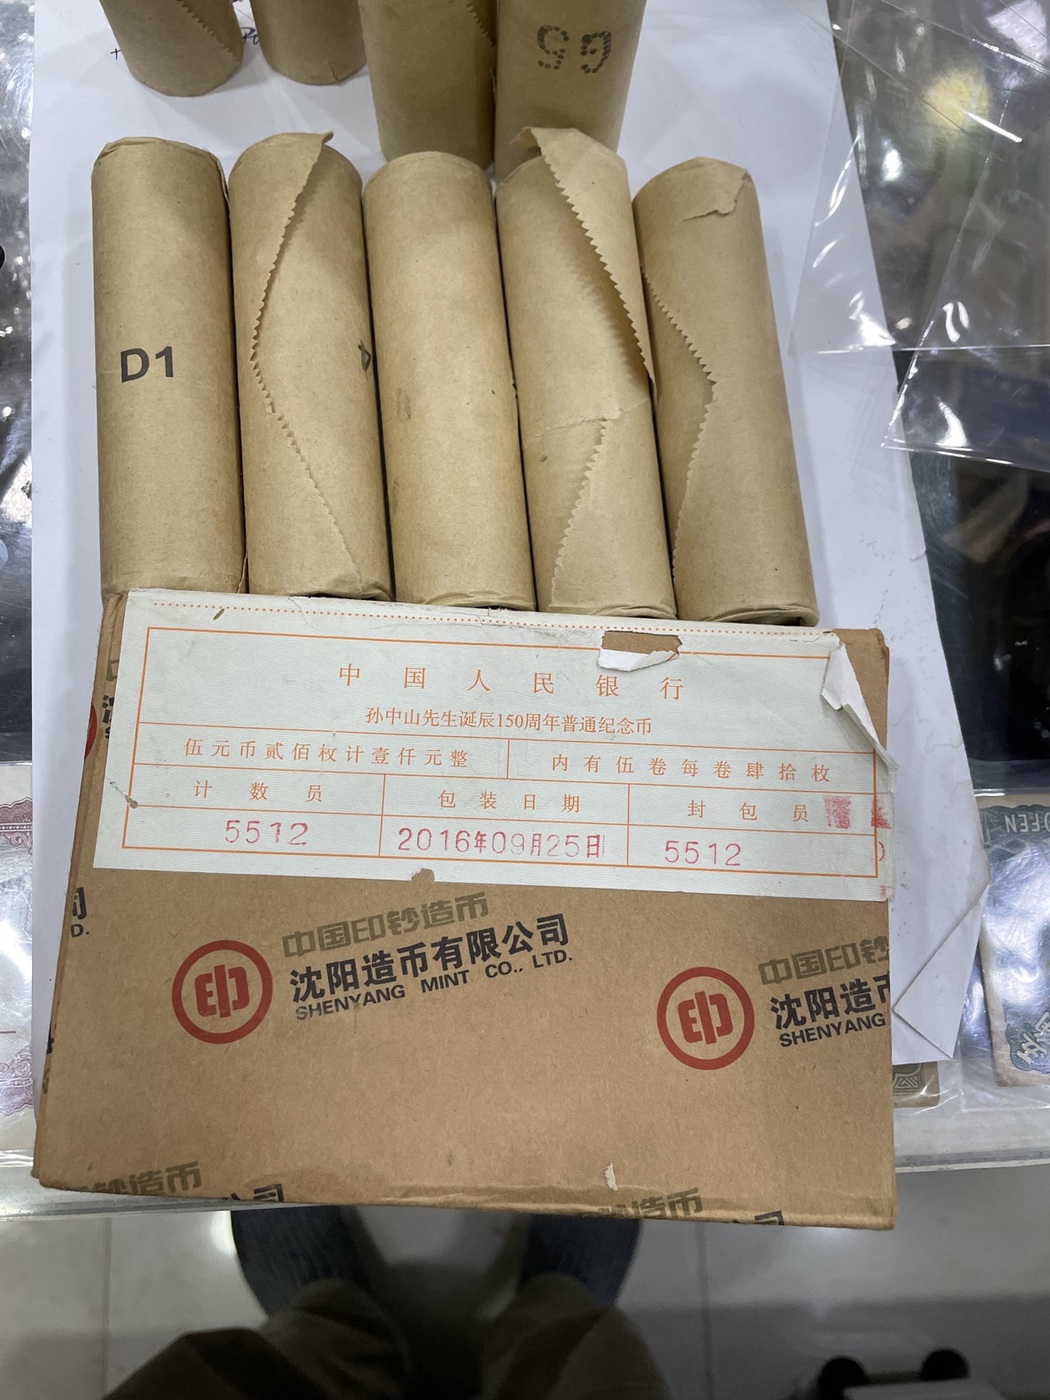 D1
中国人民银行
孙中山先生诞辰150周年普通纪念币
伍元币贰佰枚计壹仟元整
内有伍卷每卷肆拾枚
计数员
包装日期
封包员
5512
2016年09月25日
5512
中国印钞造币
沈阳造币有限公司
SHENYANG MINT CO., LTD.
中国印钞
沈阳造币
SHENYANG
钞造币
司